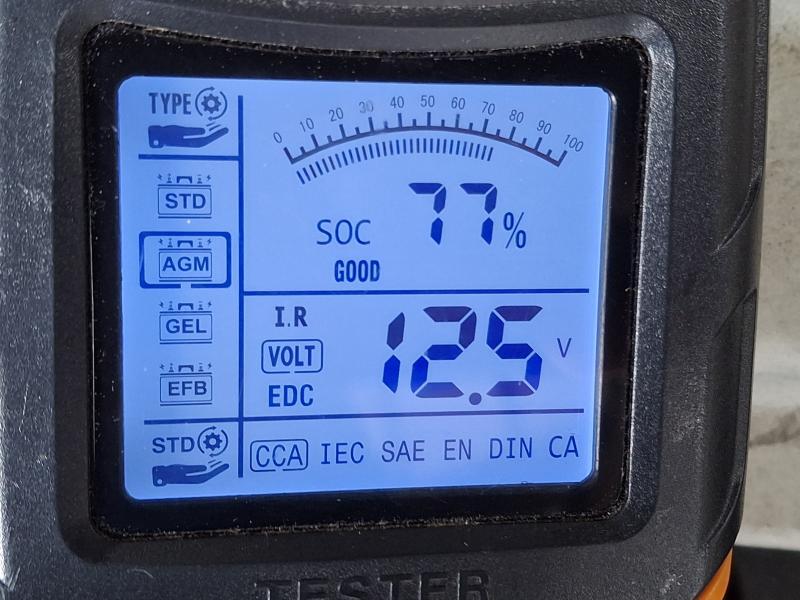 TYPE
0 10 20 30 40 50 60 70 80 90 100
STD
AGM
GEL
EFB
SOC 77%
GOOD
I.R
VOLT
EDC
12.5 V
STD
CCA IEC SAE EN DIN CA
TESTER